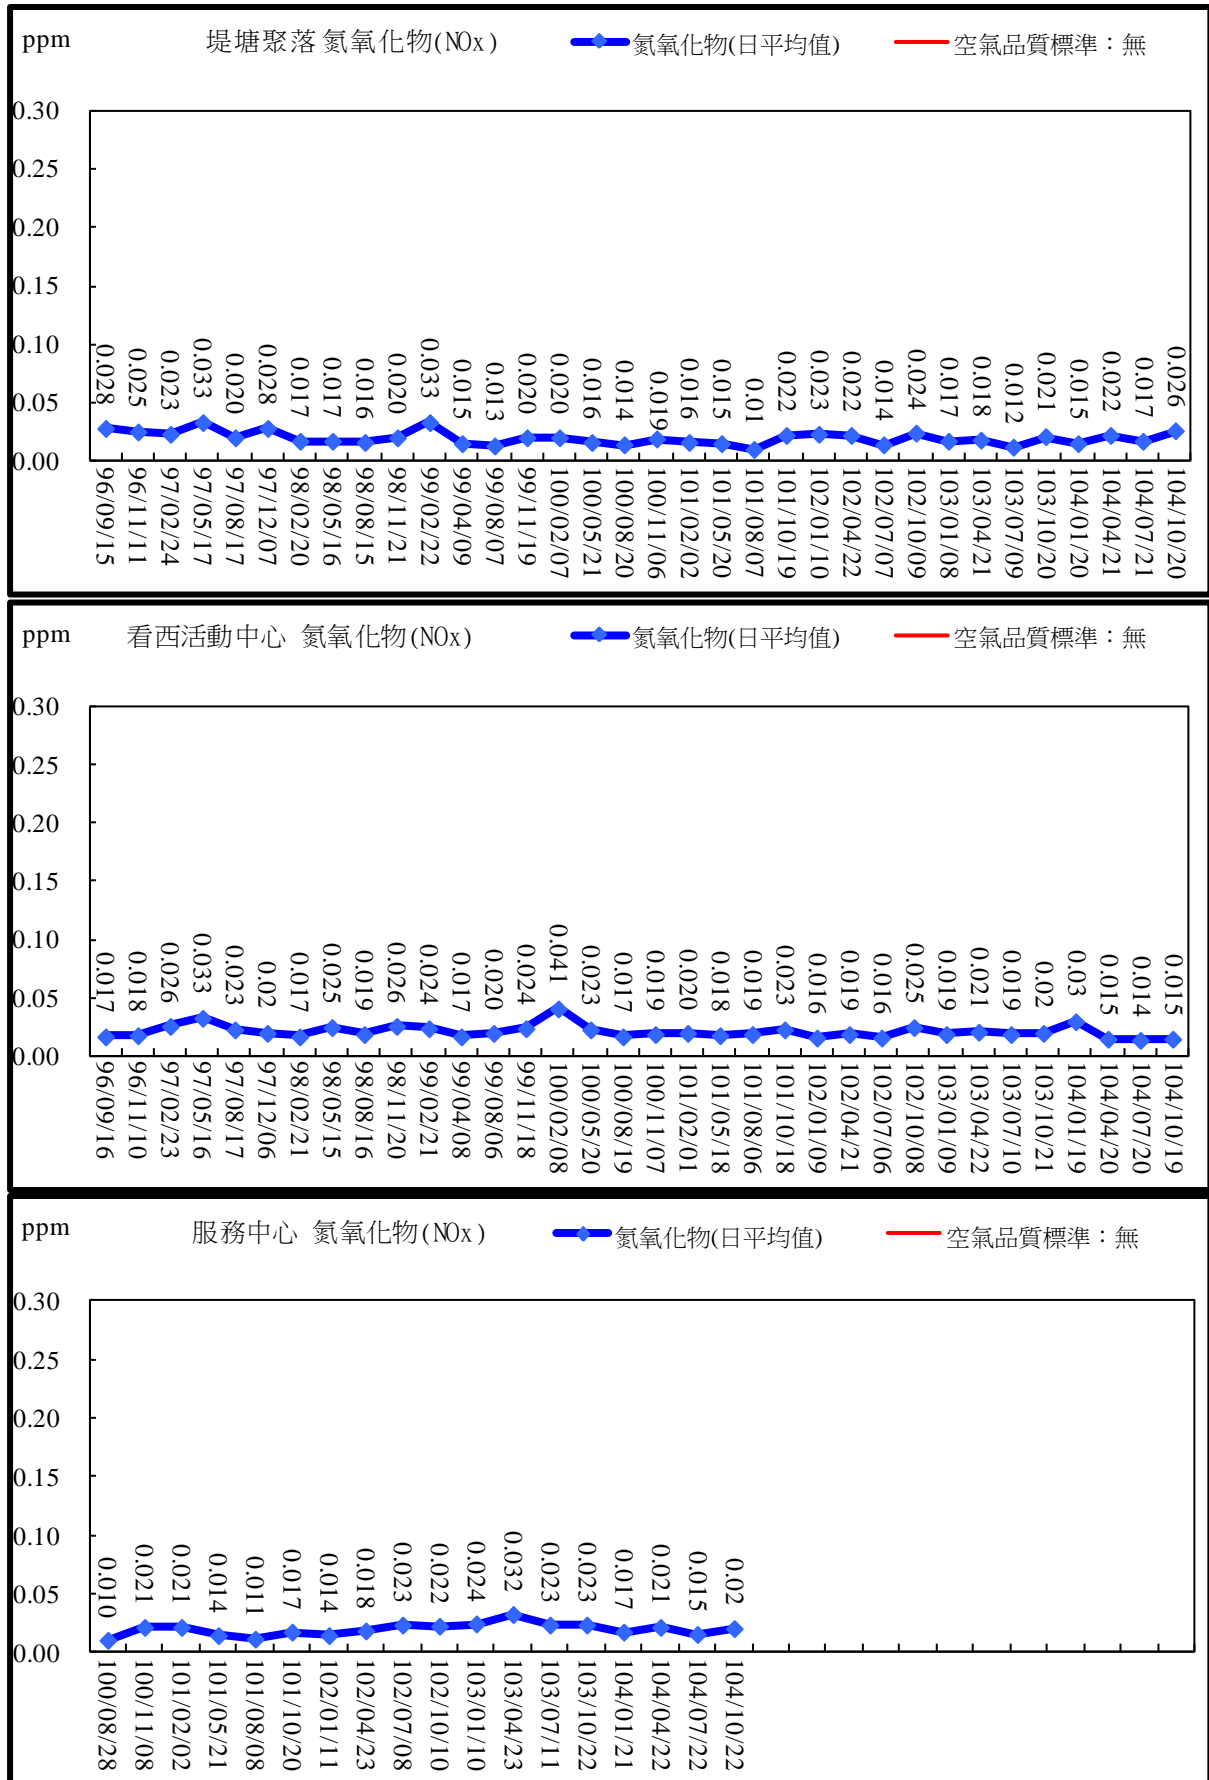 ppm 堤塘聚落 氮氧化物(NOx) 氮氧化物(日平均值) 空氣品質標準：無
0.30
0.25
0.20
0.15
0.10
0.05
0.00
0.028 0.025 0.023 0.033 0.020 0.028 0.017 0.017 0.016 0.020 0.033 0.015 0.013 0.020 0.020 0.016 0.014 0.019 0.016 0.015 0.01 0.022 0.023 0.022 0.014 0.024 0.017 0.018 0.012 0.021 0.015 0.022 0.017 0.026
96/09/15 96/11/11 97/02/24 97/05/17 97/08/17 97/12/07 98/02/20 98/05/16 98/08/15 98/11/21 99/02/22 99/04/09 99/08/07 99/11/19 100/02/07 100/05/21 100/08/20 100/11/06 101/02/02 101/05/20 101/08/07 101/10/19 102/01/10 102/04/22 102/07/07 102/10/09 103/01/08 103/04/21 103/07/09 103/10/20 104/01/20 104/04/21 104/07/21 104/10/20
ppm 看西活動中心 氮氧化物(NOx) 氮氧化物(日平均值) 空氣品質標準：無
0.30
0.25
0.20
0.15
0.10
0.05
0.00
0.017 0.018 0.026 0.033 0.023 0.02 0.017 0.025 0.019 0.026 0.024 0.017 0.020 0.024 0.041 0.023 0.017 0.019 0.020 0.018 0.019 0.023 0.016 0.019 0.016 0.025 0.019 0.021 0.019 0.02 0.03 0.015 0.014 0.015
96/09/16 96/11/10 97/02/23 97/05/16 97/08/17 97/12/06 98/02/21 98/05/15 98/08/16 98/11/20 99/02/21 99/04/08 99/08/06 99/11/18 100/02/08 100/05/20 100/08/19 100/11/07 101/02/01 101/05/18 101/08/06 101/10/18 102/01/09 102/04/21 102/07/06 102/10/08 103/01/09 103/04/22 103/07/10 103/10/21 104/01/19 104/04/20 104/07/20 104/10/19
ppm 服務中心 氮氧化物(NOx) 氮氧化物(日平均值) 空氣品質標準：無
0.30
0.25
0.20
0.15
0.10
0.05
0.00
0.010 0.021 0.021 0.014 0.011 0.017 0.014 0.018 0.023 0.022 0.024 0.032 0.023 0.023 0.017 0.021 0.015 0.02
100/08/28 100/11/08 101/02/02 101/05/21 101/08/08 101/10/20 102/01/11 102/04/23 102/07/08 102/10/10 103/01/10 103/04/23 103/07/11 103/10/22 104/01/21 104/04/22 104/07/22 104/10/22